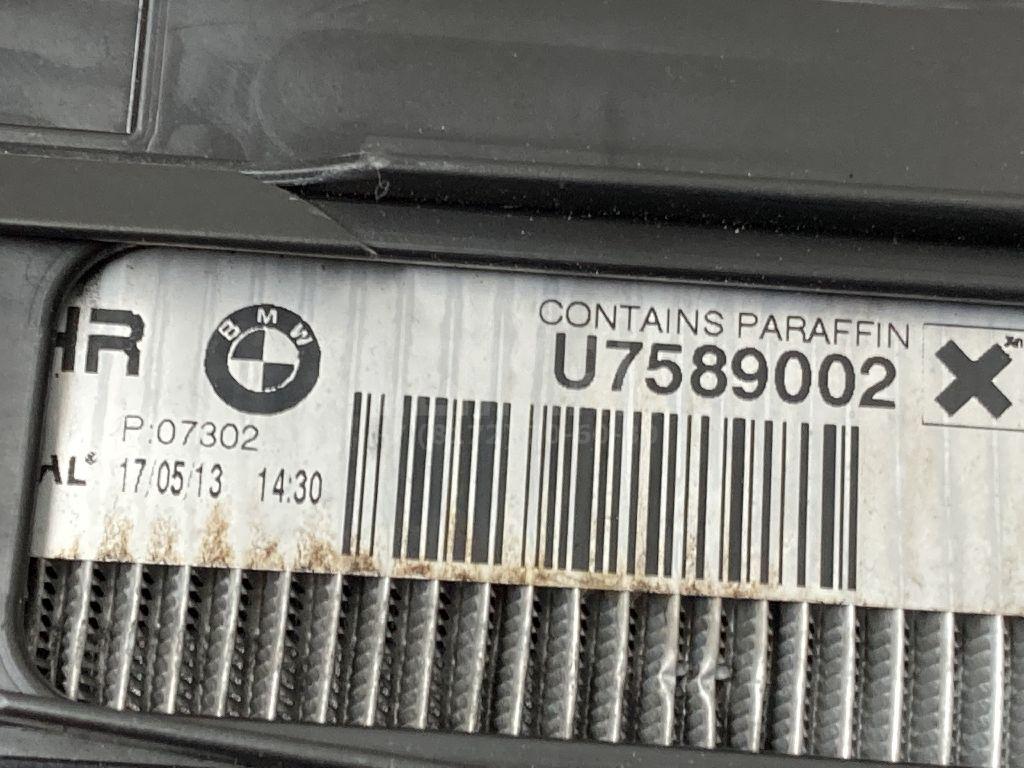 HR
BMW
CONTAINS PARAFFIN
U7589002
P:07302
AL®
17/05/13 14:30